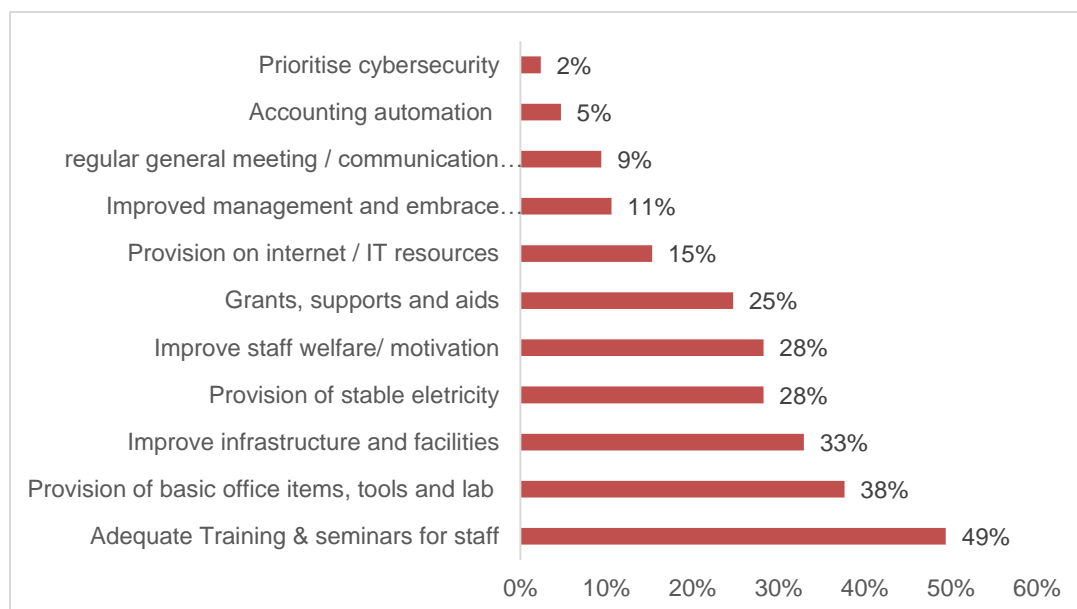 Prioritise cybersecurity 2%
Accounting automation 5%
regular general meeting / communication… 9%
Improved management and embrace… 11%
Provision on internet / IT resources 15%
Grants, supports and aids 25%
Improve staff welfare/ motivation 28%
Provision of stable eletricity 28%
Improve infrastructure and facilities 33%
Provision of basic office items, tools and lab 38%
Adequate Training & seminars for staff 49%
0% 10% 20% 30% 40% 50% 60%